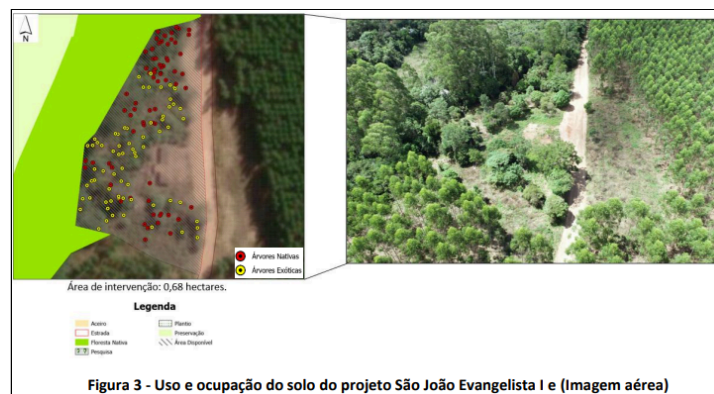 N
Árvores Nativas
Árvores Exóticas
Área de intervenção: 0,68 hectares.
Legenda
Aceiro
Estrada
Floresta Nativa
Pesquisa
Plantio
Preservação
Área Disponível
Figura 3 - Uso e ocupação do solo do projeto São João Evangelista I e (Imagem aérea)